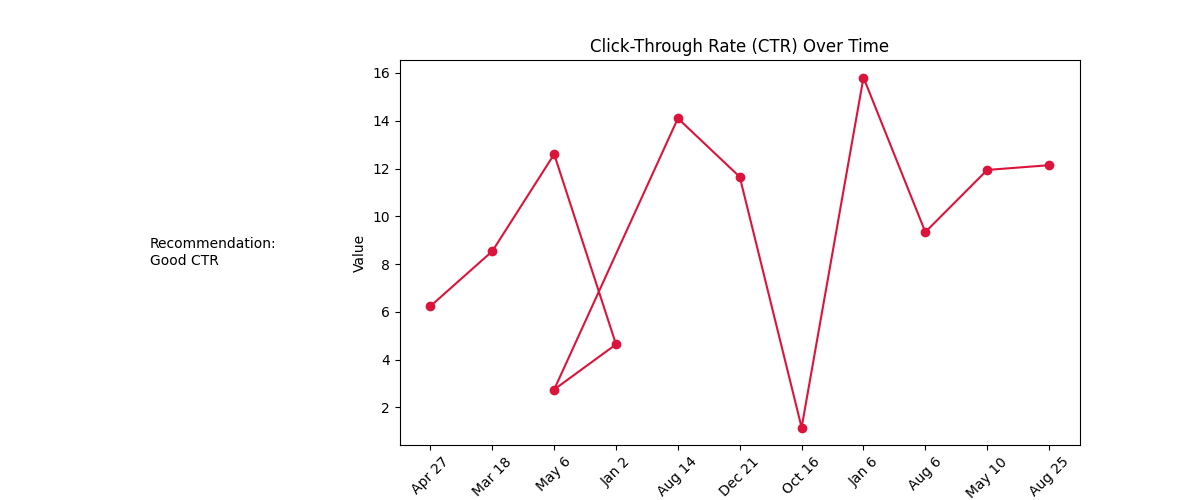 Click-Through Rate (CTR) Over Time
Recommendation:
Good CTR
Value
16
14
12
10
8
6
4
2
Apr 27
Mar 18
May 6
Jan 2
Aug 14
Dec 21
Oct 16
Jan 6
Aug 6
May 10
Aug 25